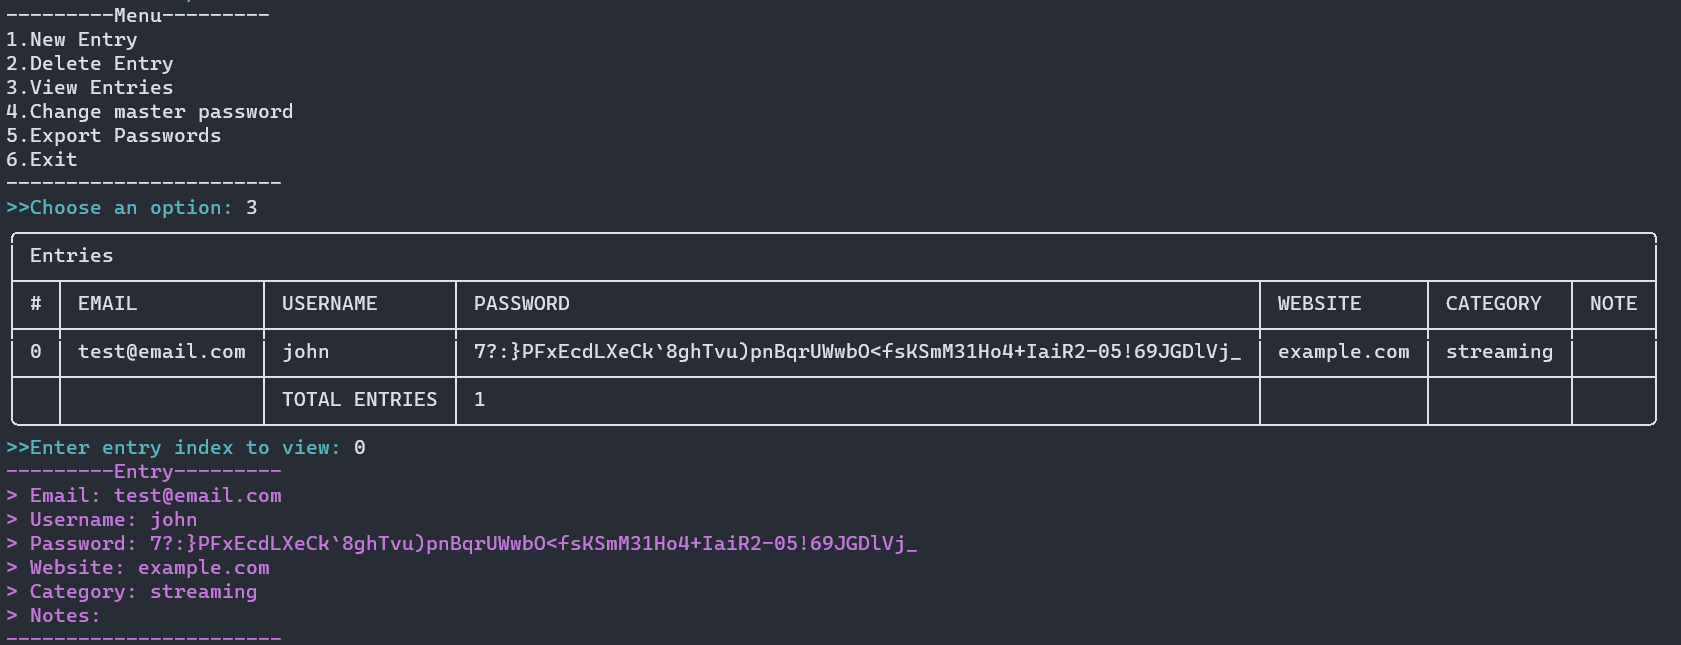 ---------Menu---------
1.New Entry
2.Delete Entry
3.View Entries
4.Change master password
5.Export Passwords
6.Exit
-----------------------
>>Choose an option: 3
Entries
# EMAIL USERNAME PASSWORD WEBSITE CATEGORY NOTE
0 test@email.com john 7?:}PFxEcdLXeCk`8ghTvu)pnBqrUWwbO<fsKSmM31Ho4+IaiR2-05!69JGDlVj_ example.com streaming
TOTAL ENTRIES 1
>>Enter entry index to view: 0
---------Entry---------
> Email: test@email.com
> Username: john
> Password: 7?:}PFxEcdLXeCk`8ghTvu)pnBqrUWwbO<fsKSmM31Ho4+IaiR2-05!69JGDlVj_
> Website: example.com
> Category: streaming
> Notes:
-----------------------